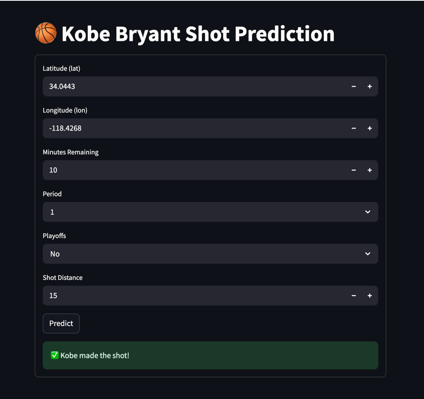 🏀 Kobe Bryant Shot Prediction
Latitude (lat)
34.0443
Longitude (lon)
-118.4268
Minutes Remaining
10
Period
1
Playoffs
No
Shot Distance
15
Predict
✅ Kobe made the shot!